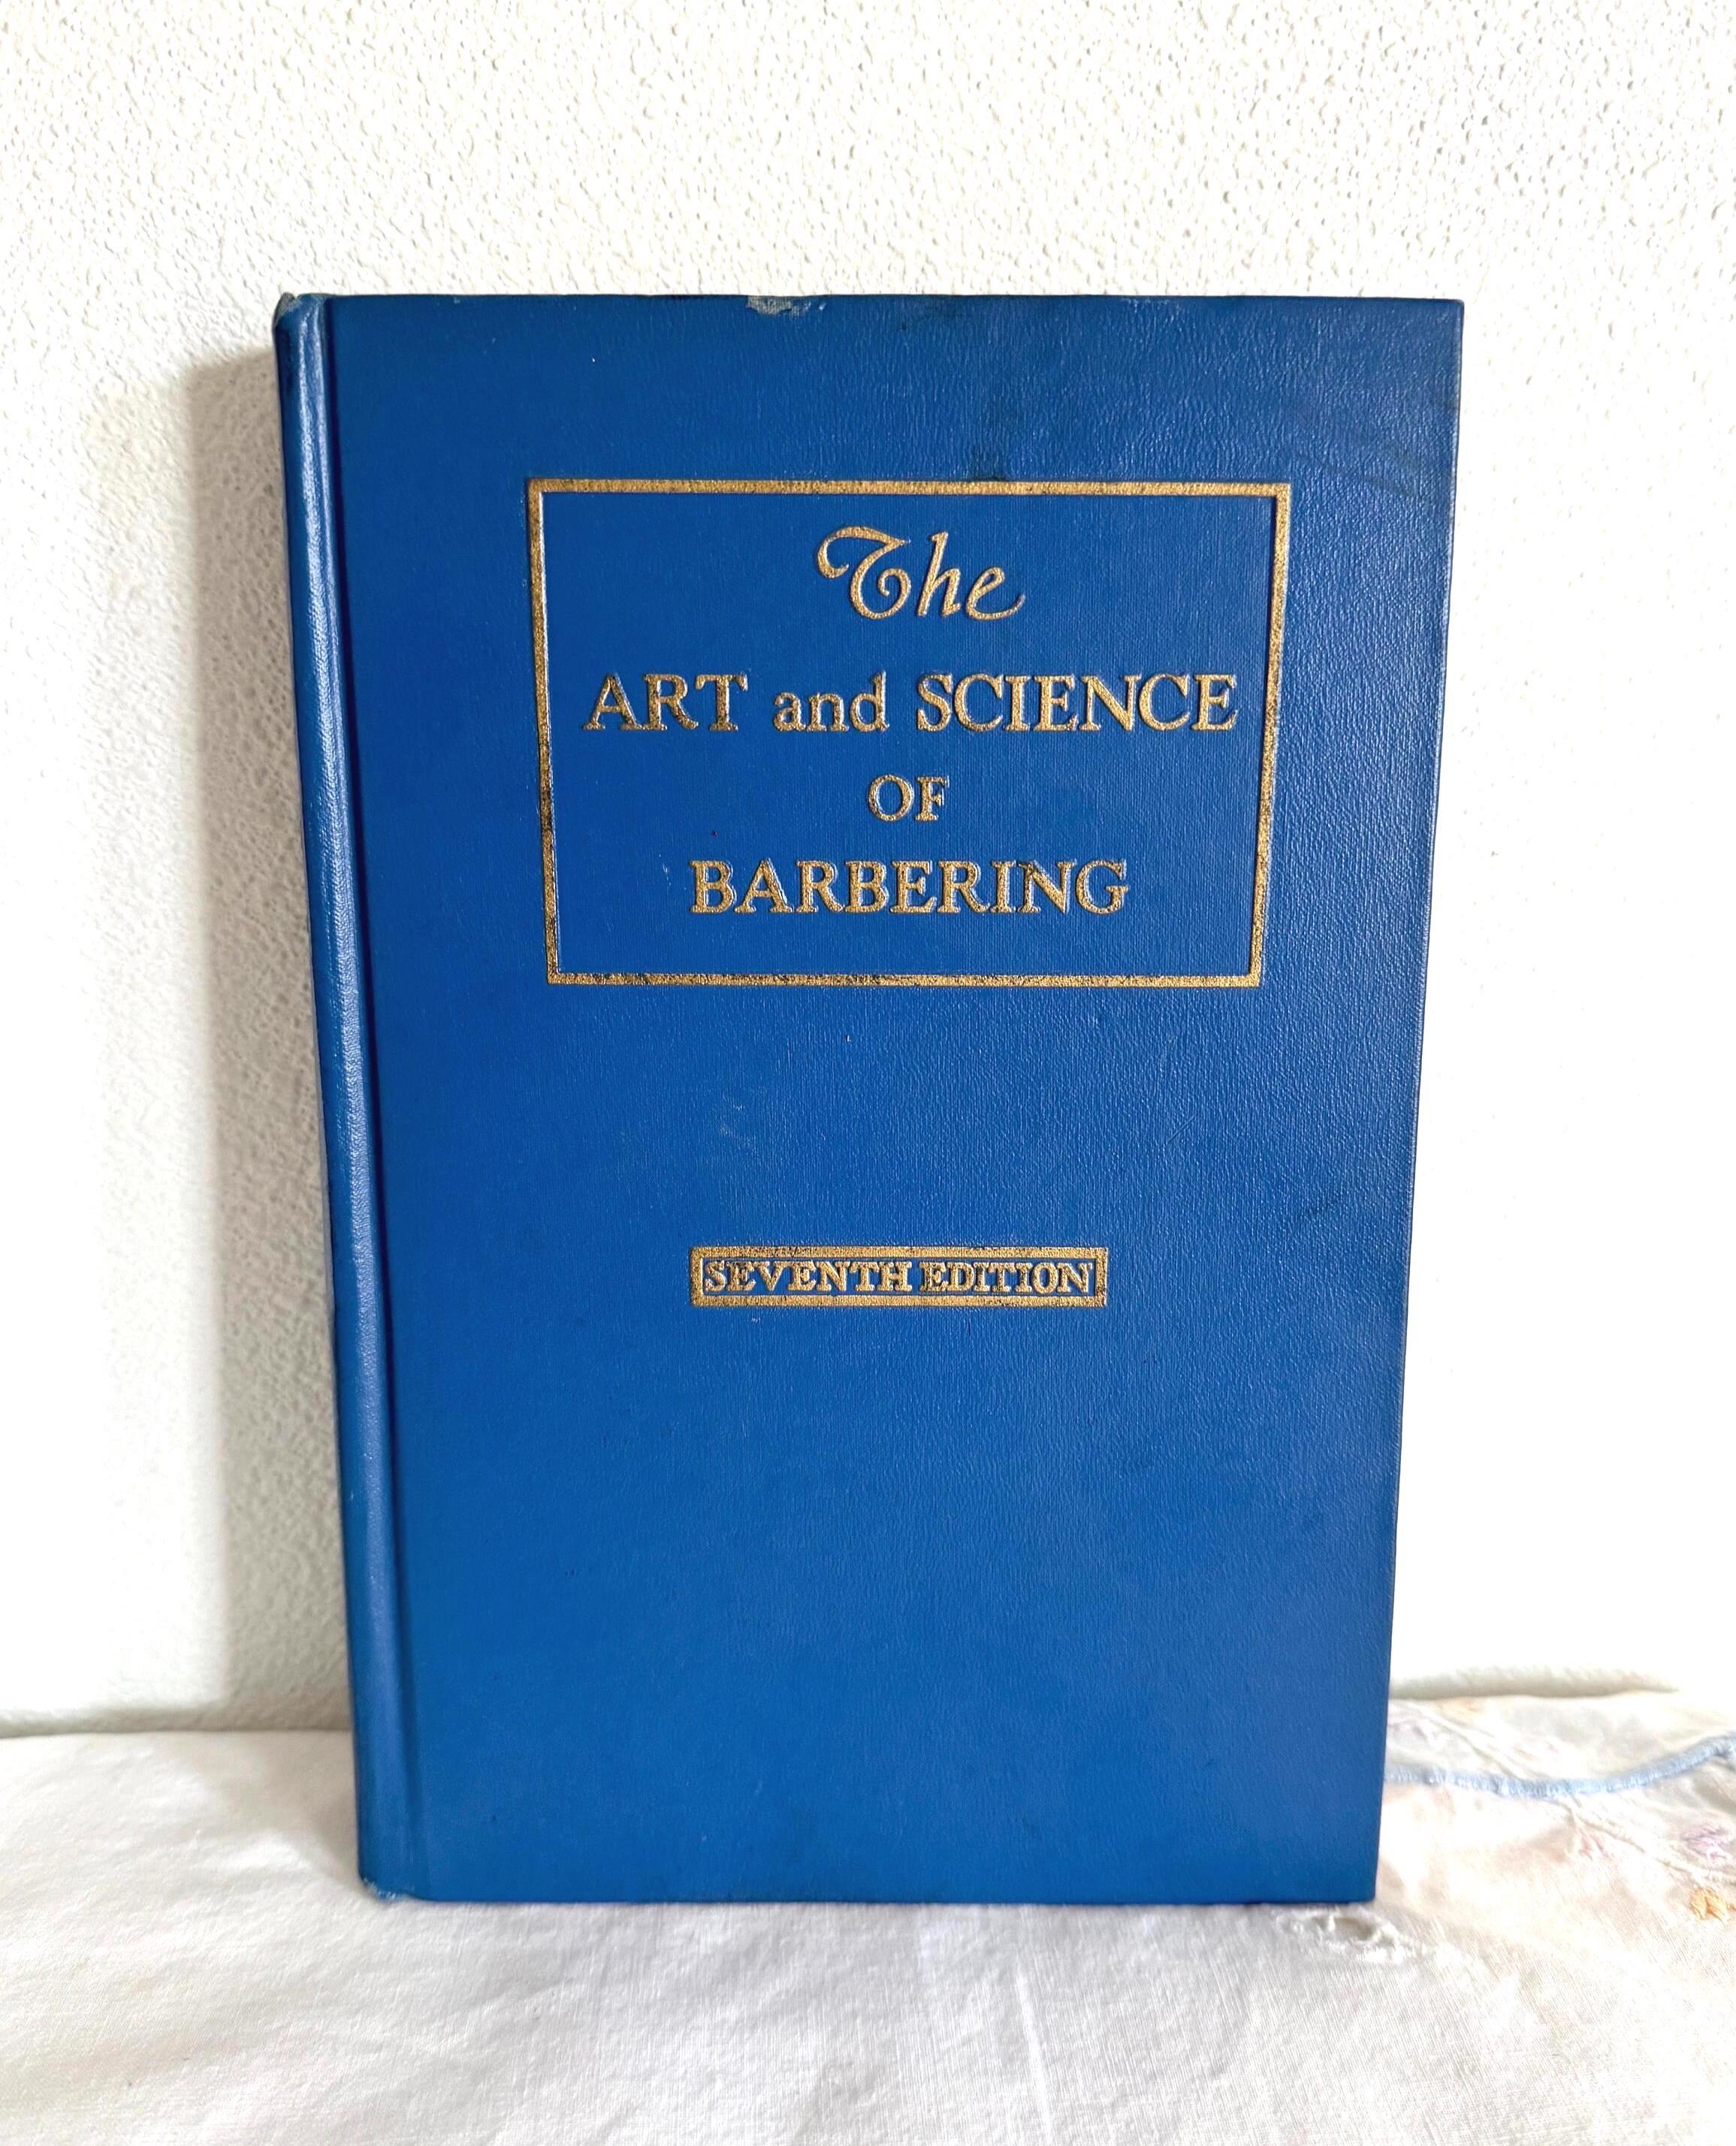 The
ART and SCIENCE
OF
BARBERING
SEVENTH EDITION